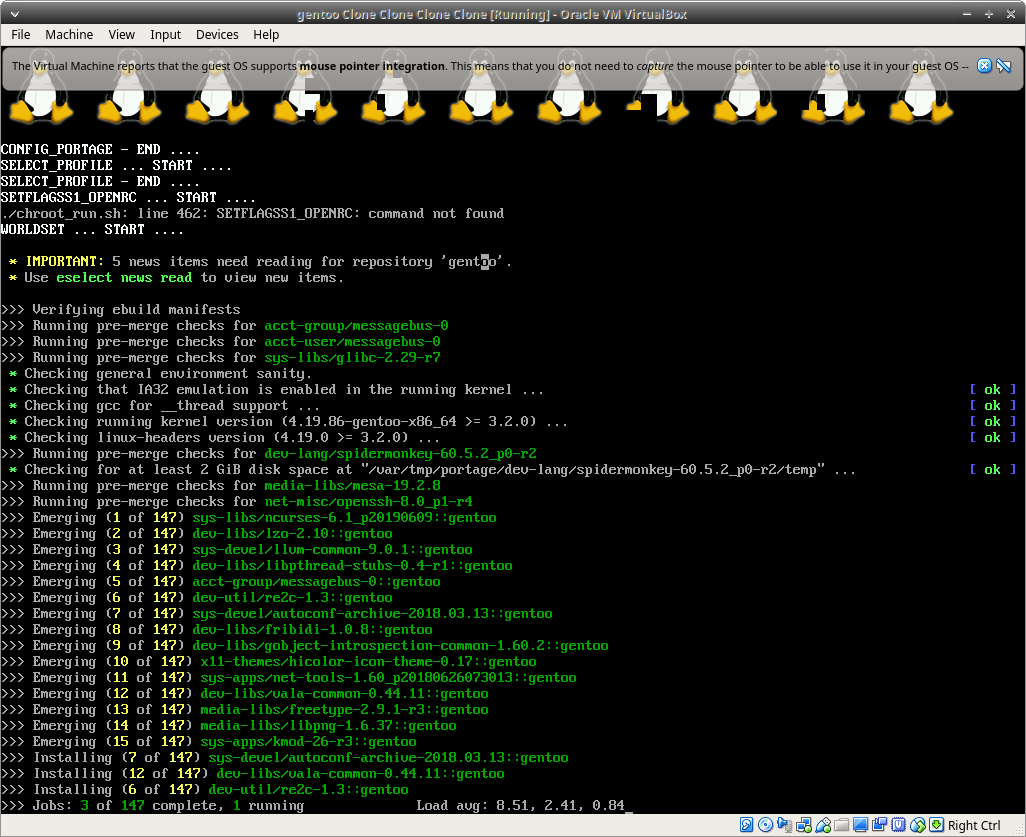 gentoo Clone Clone Clone Clone [Running] - Oracle VM VirtualBox
File Machine View Input Devices Help
The Virtual Machine reports that the guest OS supports mouse pointer integration. This means that you do not need to capture the mouse pointer to be able to use it in your guest OS --
CONFIG_PORTAGE - END ....
SELECT_PROFILE ... START ....
SELECT_PROFILE - END ....
SETFLAGSS1_OPENRC ... START ....
./chroot_run.sh: line 462: SETFLAGSS1_OPENRC: command not found
WORLDSET ... START ....
* IMPORTANT: 5 news items need reading for repository 'gentoo'.
* Use eselect news read to view new items.
>>> Verifying ebuild manifests
>>> Running pre-merge checks for acct-group/messagebus-0
>>> Running pre-merge checks for acct-user/messagebus-0
>>> Running pre-merge checks for sys-libs/glibc-2.29-r7
* Checking general environment sanity.
* Checking that IA32 emulation is enabled in the running kernel ... [ ok ]
* Checking gcc for __thread support ... [ ok ]
* Checking running kernel version (4.19.86-gentoo-x86_64 >= 3.2.0) ... [ ok ]
* Checking linux-headers version (4.19.0 >= 3.2.0) ... [ ok ]
>>> Running pre-merge checks for dev-lang/spidermonkey-60.5.2_p0-r2
* Checking for at least 2 GiB disk space at "/var/tmp/portage/dev-lang/spidermonkey-60.5.2_p0-r2/temp" ... [ ok ]
>>> Running pre-merge checks for media-libs/mesa-19.2.8
>>> Running pre-merge checks for net-misc/openssh-8.0_p1-r4
>>> Emerging (1 of 147) sys-libs/ncurses-6.1_p20190609::gentoo
>>> Emerging (2 of 147) dev-libs/lzo-2.10::gentoo
>>> Emerging (3 of 147) sys-devel/llvm-common-9.0.1::gentoo
>>> Emerging (4 of 147) dev-libs/libpthread-stubs-0.4-r1::gentoo
>>> Emerging (5 of 147) acct-group/messagebus-0::gentoo
>>> Emerging (6 of 147) dev-util/re2c-1.3::gentoo
>>> Emerging (7 of 147) sys-devel/autoconf-archive-2018.03.13::gentoo
>>> Emerging (8 of 147) dev-libs/fribidi-1.0.8::gentoo
>>> Emerging (9 of 147) dev-libs/gobject-introspection-common-1.60.2::gentoo
>>> Emerging (10 of 147) x11-themes/hicolor-icon-theme-0.17::gentoo
>>> Emerging (11 of 147) sys-apps/net-tools-1.60_p20180626073013::gentoo
>>> Emerging (12 of 147) dev-libs/vala-common-0.44.11::gentoo
>>> Emerging (13 of 147) media-libs/freetype-2.9.1-r3::gentoo
>>> Emerging (14 of 147) media-libs/libpng-1.6.37::gentoo
>>> Emerging (15 of 147) sys-apps/kmod-26-r3::gentoo
>>> Installing (7 of 147) sys-devel/autoconf-archive-2018.03.13::gentoo
>>> Installing (12 of 147) dev-libs/vala-common-0.44.11::gentoo
>>> Installing (6 of 147) dev-util/re2c-1.3::gentoo
>>> Jobs: 3 of 147 complete, 1 running Load avg: 8.51, 2.41, 0.84_
Right Ctrl